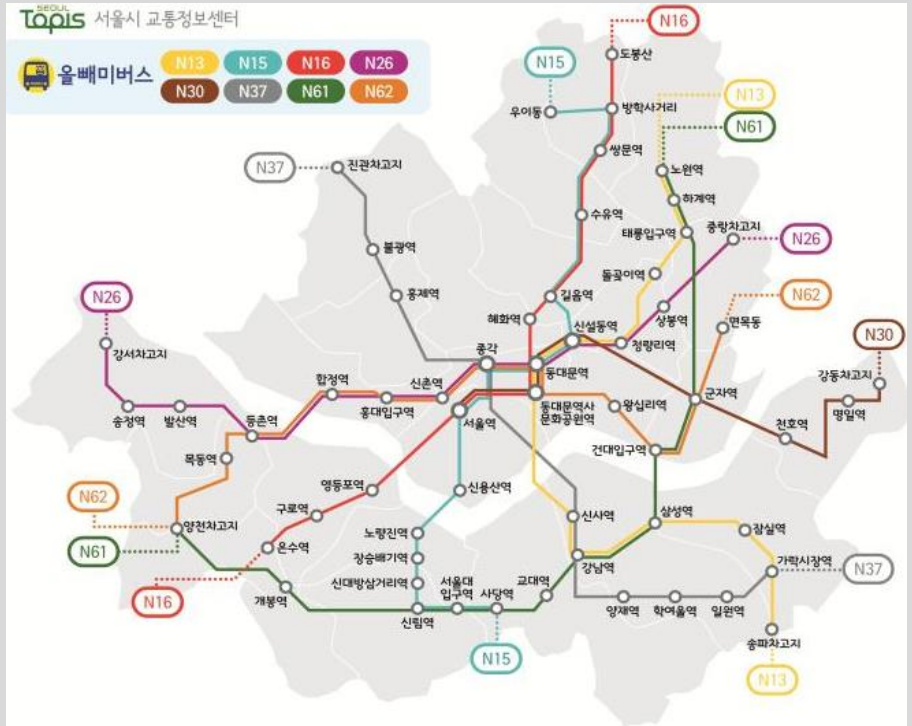 SEOUL
Topis 서울시 교통정보센터
올빼미버스
N13 N15 N16 N26
N30 N37 N61 N62
N16
도봉산
N15
우이동
방학사거리
N13
N61
쌍문역
N37
진관차고지
노원역
하계역
수유역
태릉입구역
중랑차고지
N26
불광역
돌곶이역
N26
홍제역
길음역
상봉역
N62
면목동
혜화역
신설동역
청량리역
N30
강서차고지
종각
동대문역
강동차고지
합정역
신촌역
홍대입구역
동대문역사
문화공원역
왕십리역
군자역
명일역
송정역
발산역
등촌역
서울역
천호역
목동역
건대입구역
N62
영등포역
신용산역
구로역
신사역
삼성역
잠실역
양천차고지
노량진역
N61
온수역
장승배기역
강남역
가락시장역
N37
신대방삼거리역
서울대
입구역
사당역
교대역
N16
개봉역
신림역
양재역
학여울역
일원역
송파차고지
N15
N13